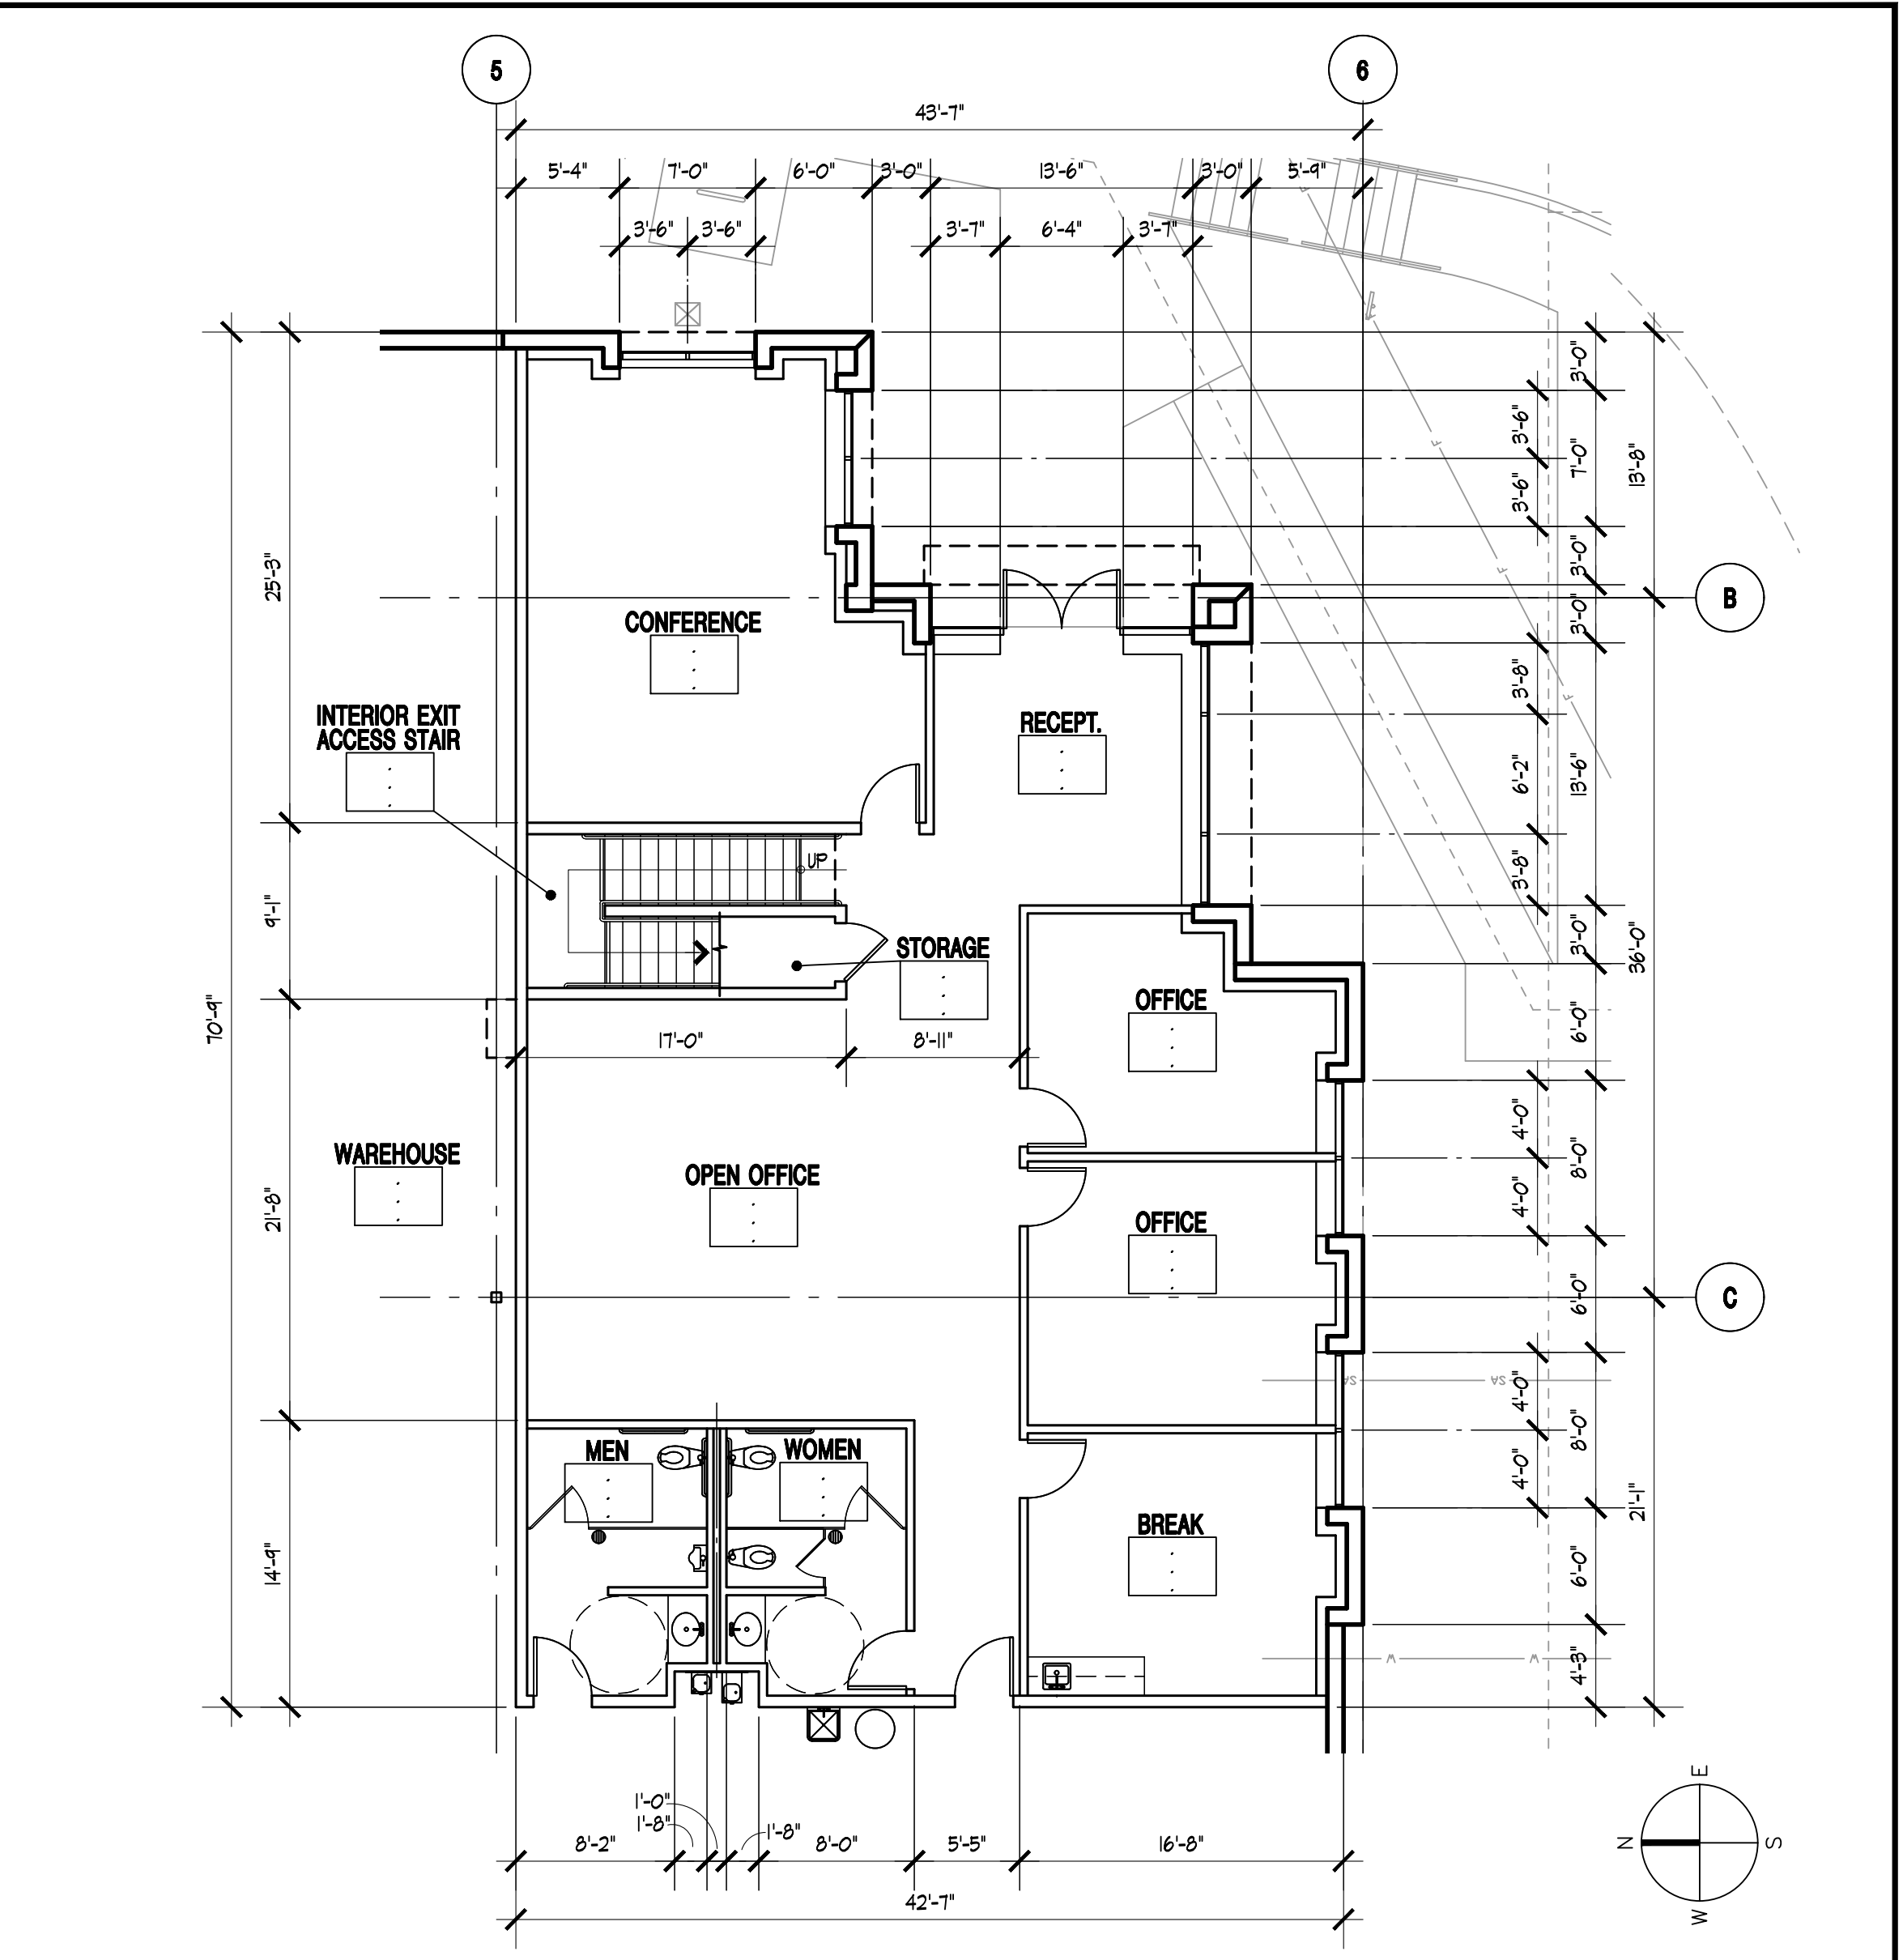 5
6
43'-7"
5'-4"
7'-0"
6'-0"
3'-0"
13'-6"
3'-0"
5'-9"
3'-6"
3'-6"
3'-7"
6'-4"
3'-7"
3'-0"
3'-6"
7'-0"
13'-8"
3'-6"
25'-3"
3'-0"
B
CONFERENCE
3'-0"
3'-8"
INTERIOR EXIT
ACCESS STAIR
RECEPT.
6'-2"
13'-6"
UP
3'-8"
9'-1"
STORAGE
3'-0"
36'-0"
OFFICE
70'-9"
6'-0"
17'-0"
8'-11"
4'-0"
WAREHOUSE
8'-0"
OPEN OFFICE
4'-0"
21'-8"
OFFICE
6'-0"
C
SA
SA
4'-0"
MEN
WOMEN
8'-0"
4'-0"
21'-1"
BREAK
14'-9"
6'-0"
W
W
4'-3"
E
N
S
W
1'-0"
1'-8"
1'-8"
8'-2"
8'-0"
5'-5"
16'-8"
42'-7"